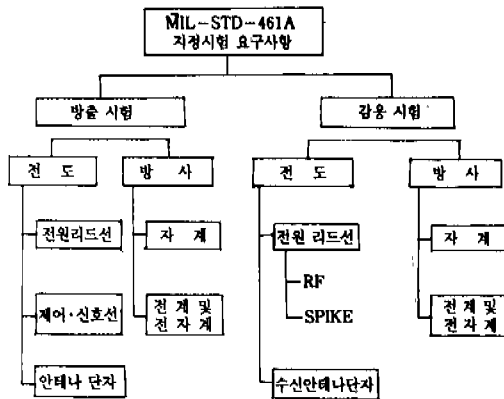 MIL-STD-461A
지정시험 요구사항
방출 시험
감응 시험
전 도
방 사
전 도
방 사
전원리드선
자 계
전원 리드선
자 계
RF
제어·신호선
전 계 및
전 자 계
SPIKE
전계 및
전자계
안테나 단자
수신안테나단자